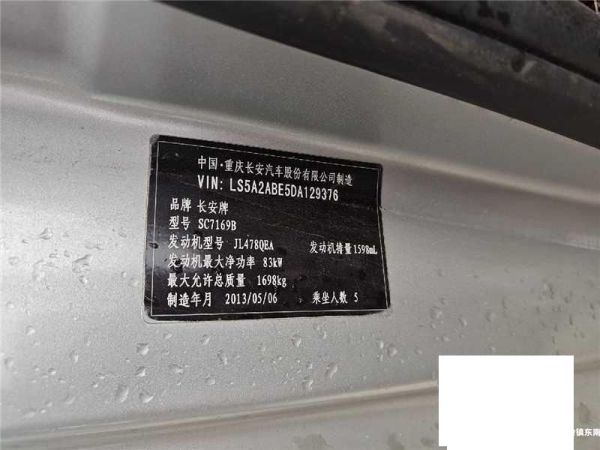 中国·重庆长安汽车股份有限公司制造
VIN: LS5A2ABE5DA129376
品牌 长安牌
型号 SC7169B
发动机型号 JL478QEA 发动机排量 1598mL
发动机最大净功率 83kW
最大允许总质量 1698kg
制造年月 2013/05/06 乘坐人数 5
镇东南